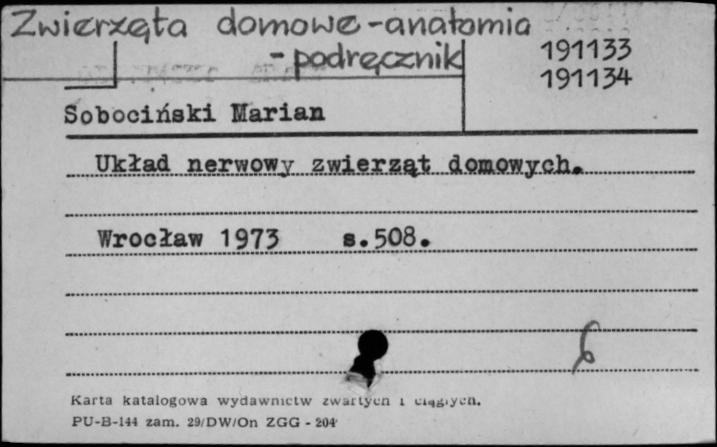 Zwierzęta domowe - anatomia
- podręcznik
191133
191134
Sobociński Marian
Układ nerwowy zwierząt domowych.
Wrocław 1973 s.508.
6
Karta katalogowa wydawnictw zwartych i ciągłych.
PU-B-144 zam. 29/DW/On ZGG - 204